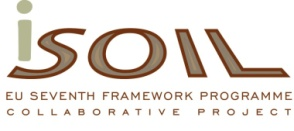 iSOIL
EU SEVENTH FRAMEWORK PROGRAMME
COLLABORATIVE PROJECT